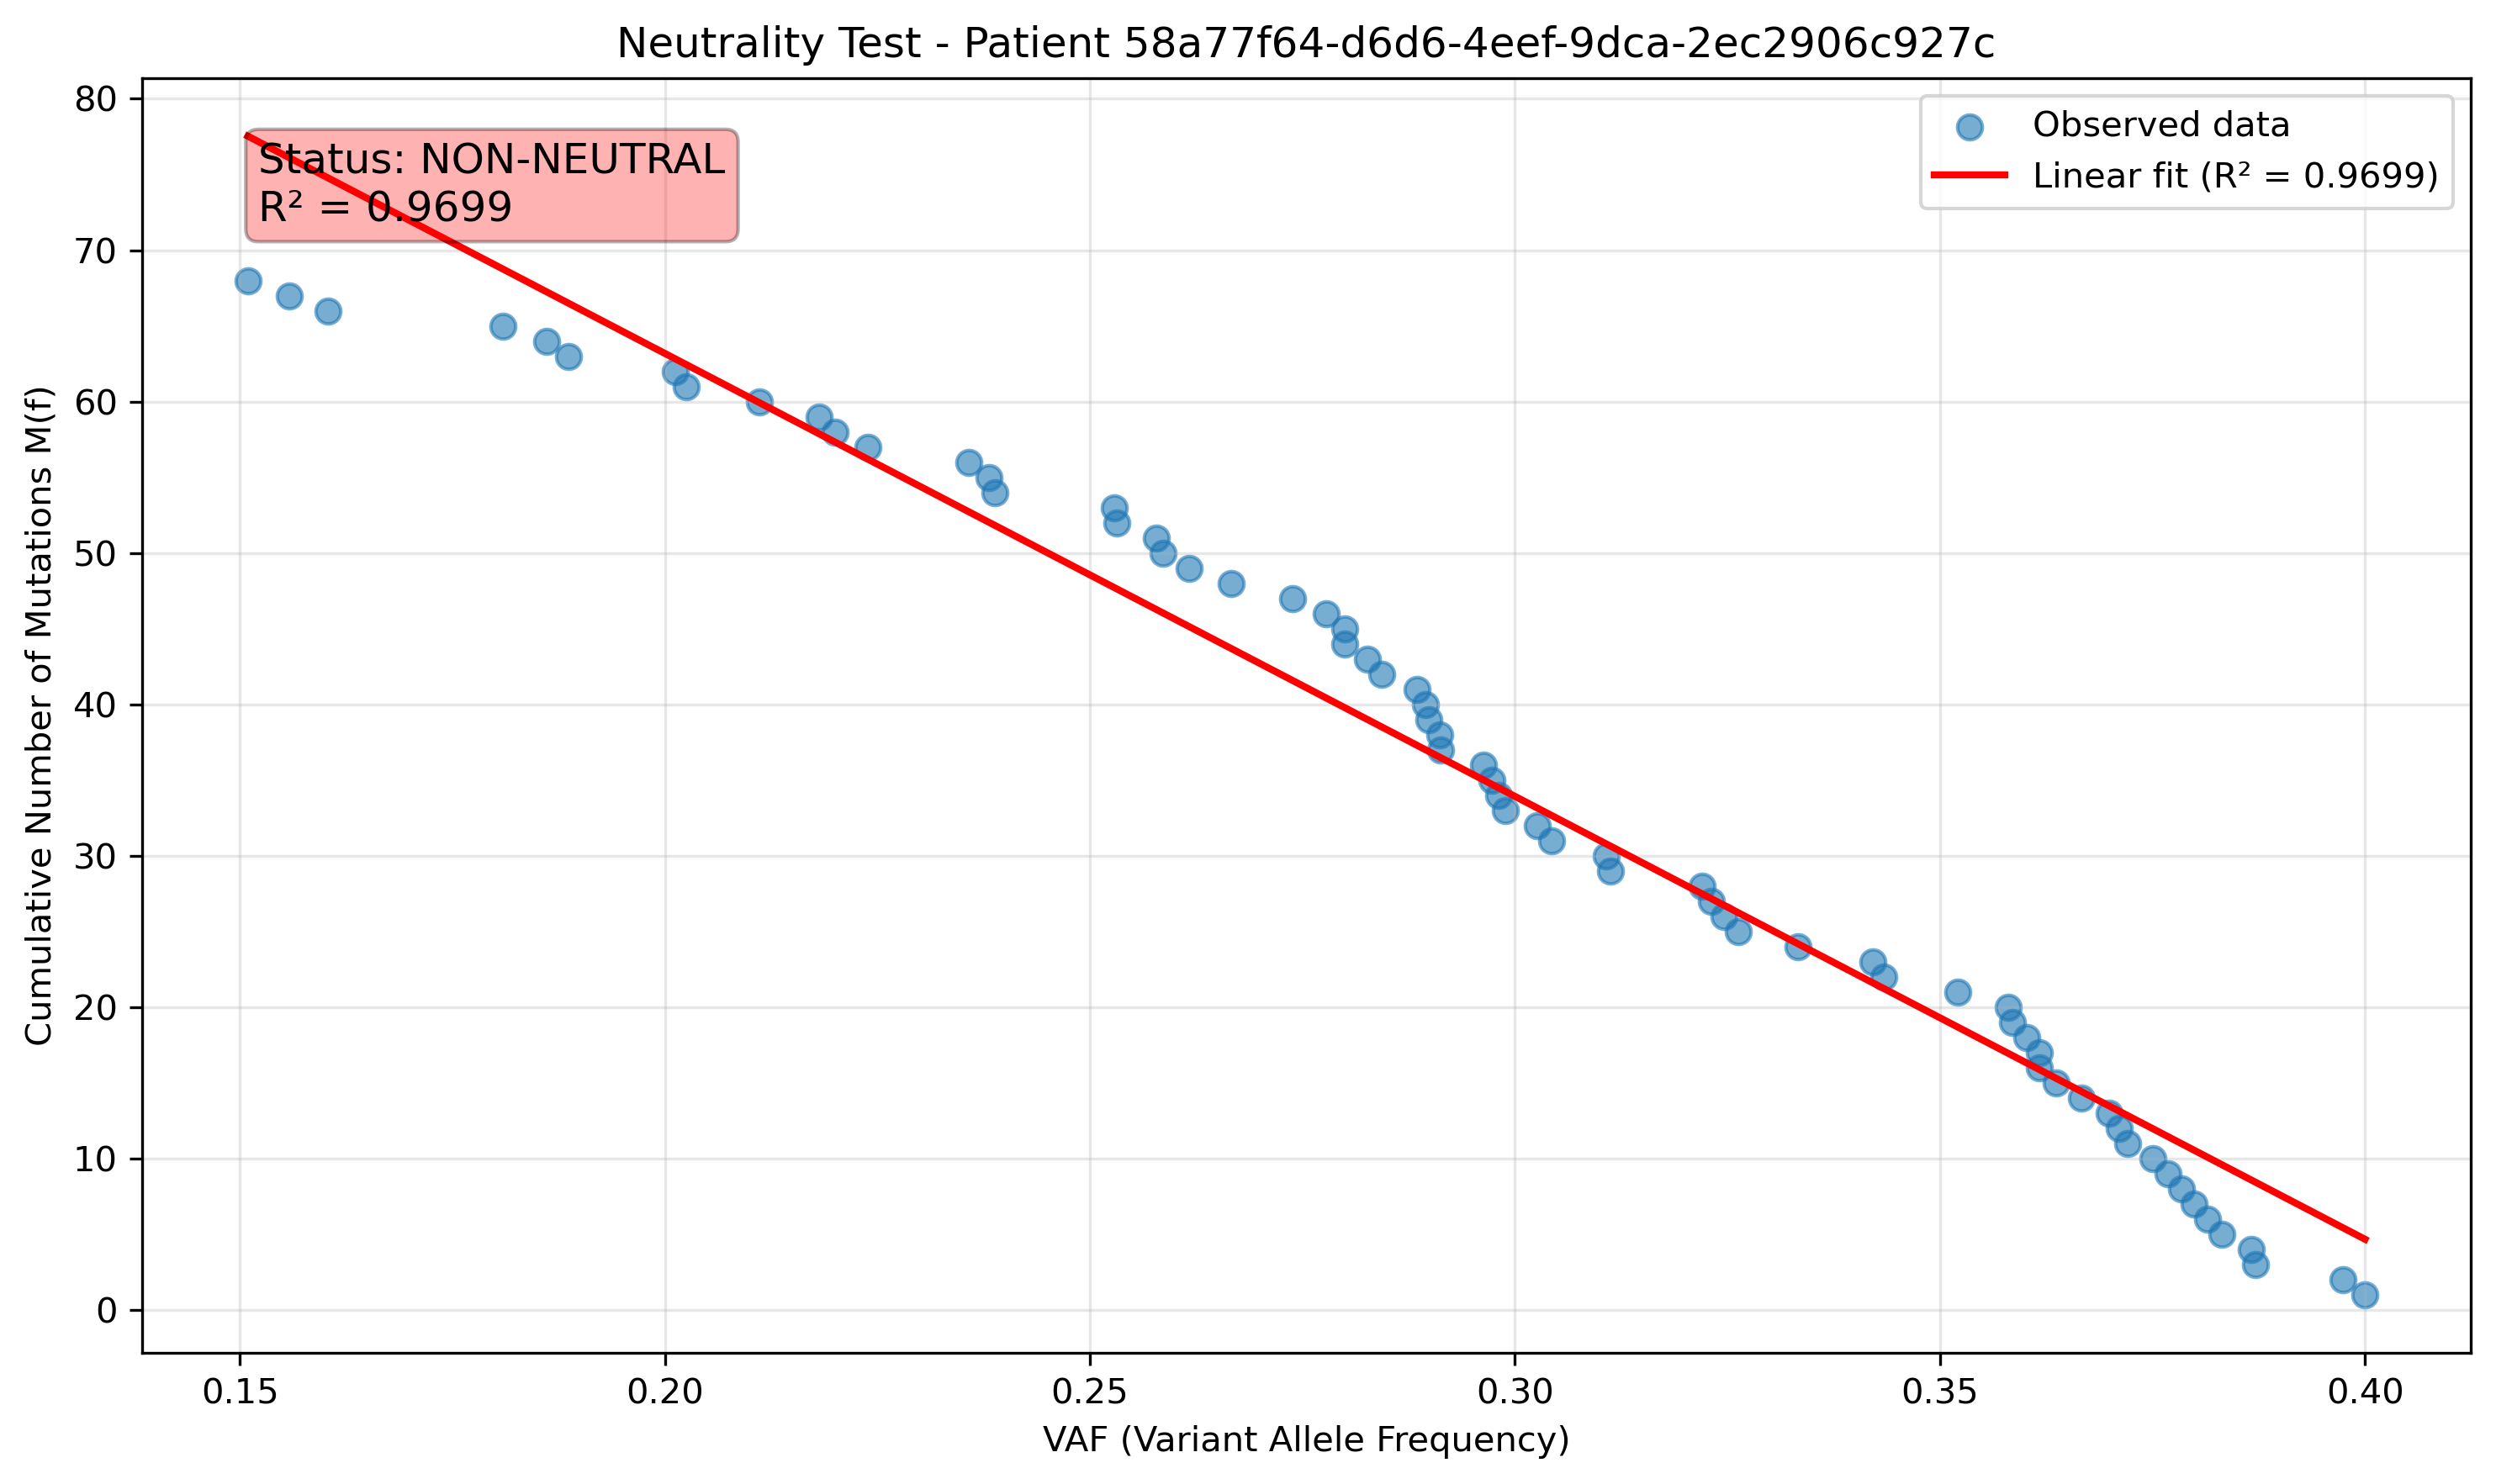 Neutrality Test - Patient 58a77f64-d6d6-4eef-9dca-2ec2906c927c
Observed data
Linear fit (R² = 0.9699)
Status: NON-NEUTRAL
R² = 0.9699
Cumulative Number of Mutations M(f)
80
70
60
50
40
30
20
10
0
0.15
0.20
0.25
0.30
0.35
0.40
VAF (Variant Allele Frequency)